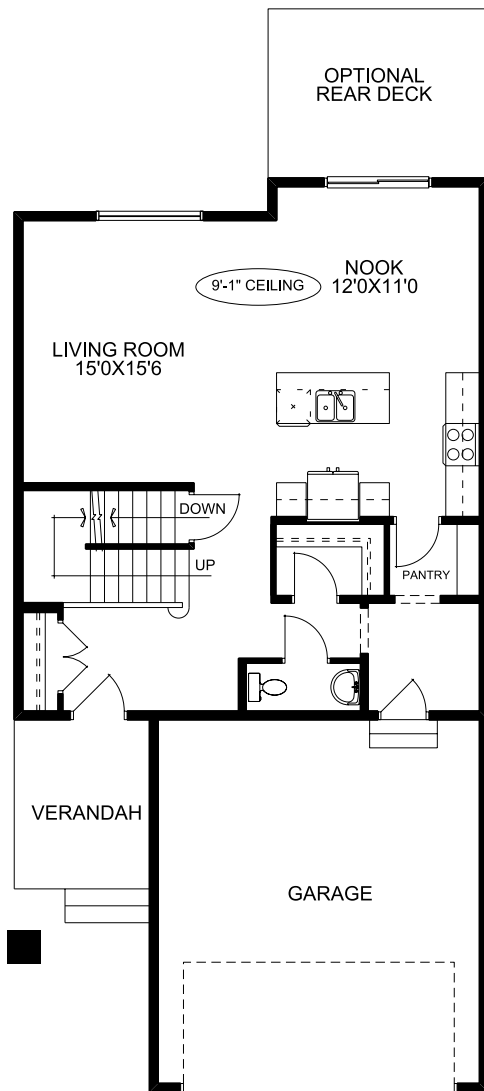 OPTIONAL
REAR DECK
NOOK
12'0X11'0
9'-1" CEILING
LIVING ROOM
15'0X15'6
DOWN
UP
PANTRY
VERANDAH
GARAGE